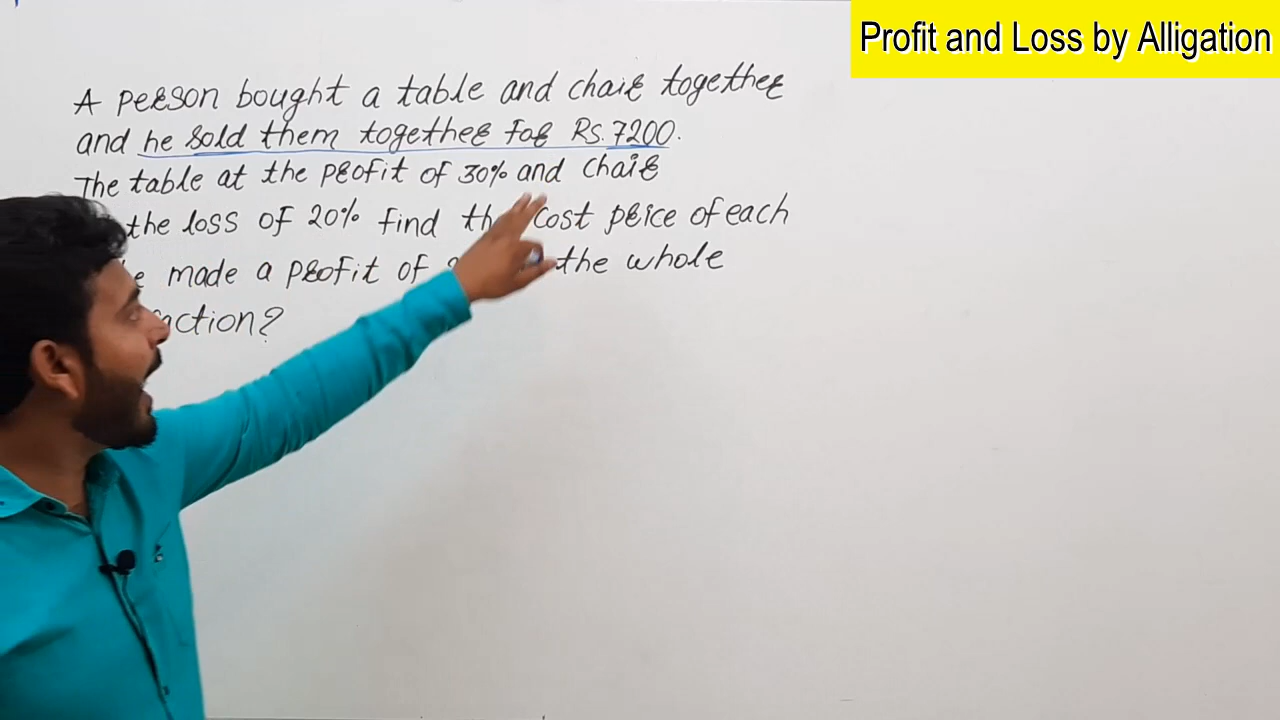 Profit and Loss by Alligation
A person bought a table and chair together
and he sold them together for Rs. 7200.
The table at the profit of 30% and chair
the loss of 20% find the cost price of each
made a profit of the whole